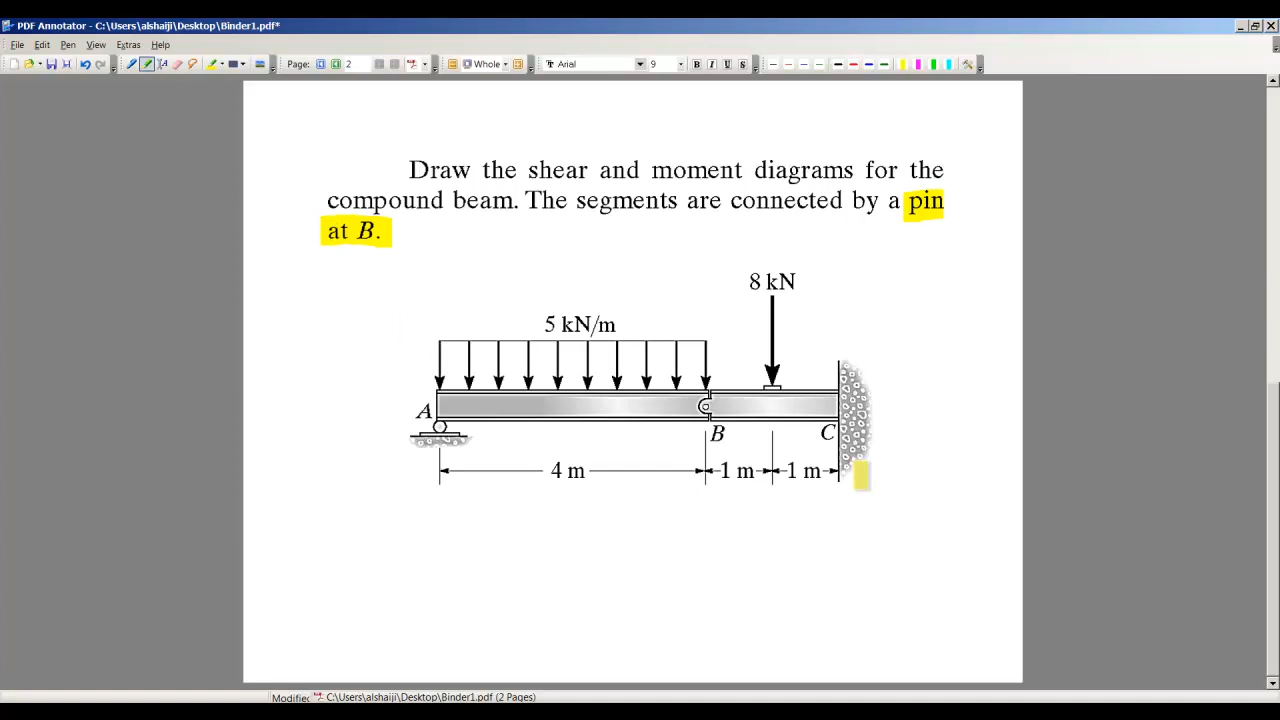 PDF Annotator - C:\Users\alshaiji\Desktop\Binder1.pdf*
File Edit Pen View Extras Help
Page: 2 Whole Arial 9 B I U S
Draw the shear and moment diagrams for the
compound beam. The segments are connected by a pin
at B.
8 kN
5 kN/m
A
B C
4 m 1 m 1 m
Modified C:\Users\alshaiji\Desktop\Binder1.pdf (2 Pages)